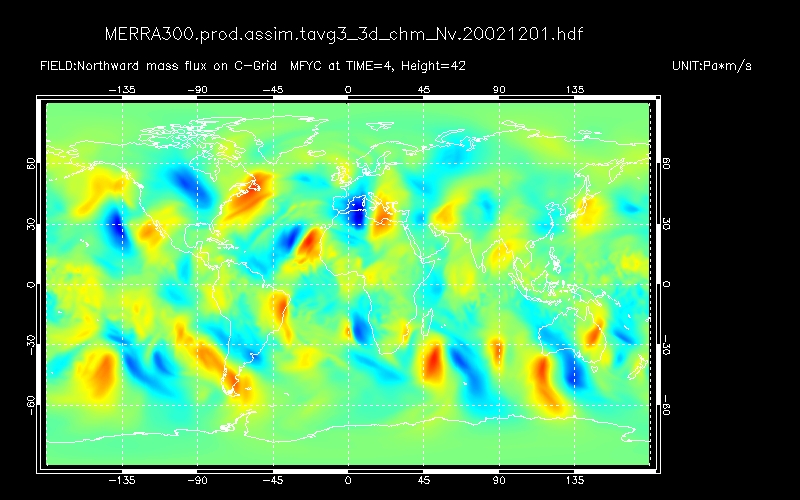 MERRA300.prod.assim.tavg3_3d_chm_Nv.20021201.hdf
FIELD:Northward mass flux on C-Grid MFYC at TIME=4, Height=42 UNIT:Pa*m/s
-135 -90 -45 0 45 90 135
60 60
30 30
0 0
-30 -30
-60 -60
-135 -90 -45 0 45 90 135